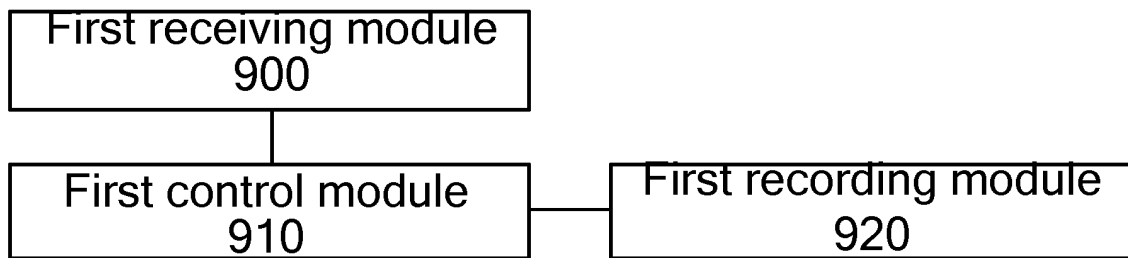 First receiving module
900
First control module
910
First recording module
920